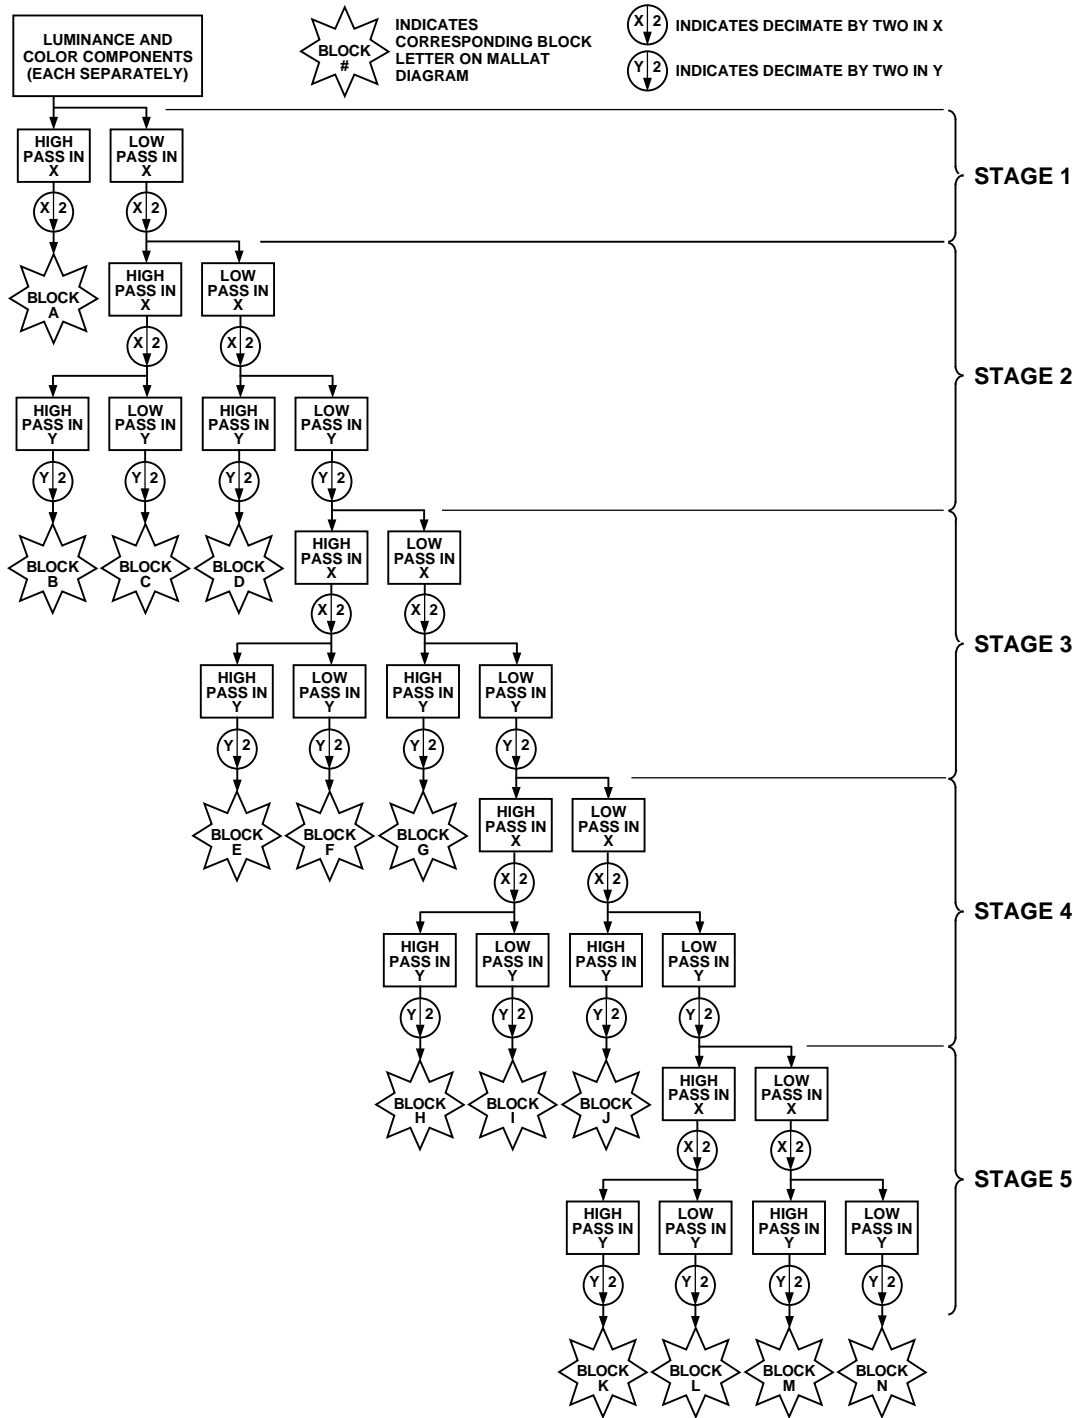 LUMINANCE AND
COLOR COMPONENTS
(EACH SEPARATELY)
BLOCK
#
INDICATES
CORRESPONDING BLOCK
LETTER ON MALLAT
DIAGRAM
X 2
INDICATES DECIMATE BY TWO IN X
Y 2
INDICATES DECIMATE BY TWO IN Y
HIGH
PASS IN
X
LOW
PASS IN
X
STAGE 1
X 2
X 2
BLOCK
A
HIGH
PASS IN
X
LOW
PASS IN
X
X 2
X 2
STAGE 2
HIGH
PASS IN
Y
LOW
PASS IN
Y
HIGH
PASS IN
Y
LOW
PASS IN
Y
Y 2
Y 2
Y 2
Y 2
BLOCK
B
BLOCK
C
BLOCK
D
HIGH
PASS IN
X
LOW
PASS IN
X
X 2
X 2
STAGE 3
HIGH
PASS IN
Y
LOW
PASS IN
Y
HIGH
PASS IN
Y
LOW
PASS IN
Y
Y 2
Y 2
Y 2
Y 2
BLOCK
E
BLOCK
F
BLOCK
G
HIGH
PASS IN
X
LOW
PASS IN
X
X 2
X 2
STAGE 4
HIGH
PASS IN
Y
LOW
PASS IN
Y
HIGH
PASS IN
Y
LOW
PASS IN
Y
Y 2
Y 2
Y 2
Y 2
BLOCK
H
BLOCK
I
BLOCK
J
HIGH
PASS IN
X
LOW
PASS IN
X
X 2
X 2
STAGE 5
HIGH
PASS IN
Y
LOW
PASS IN
Y
HIGH
PASS IN
Y
LOW
PASS IN
Y
Y 2
Y 2
Y 2
Y 2
BLOCK
K
BLOCK
L
BLOCK
M
BLOCK
N